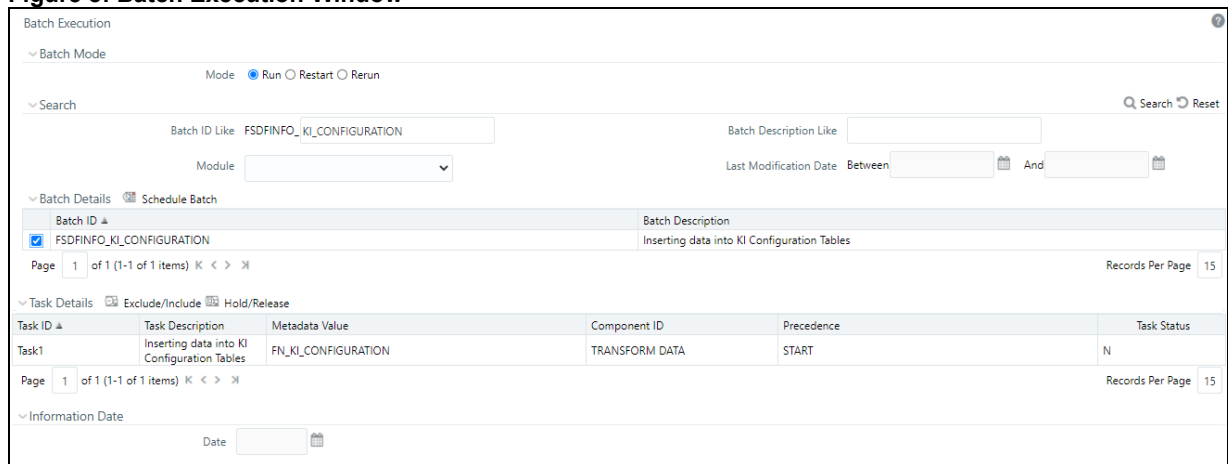 Batch Execution
Batch Mode
Mode Run Restart Rerun
Search Search Reset
Batch ID Like FSDFINFO_ KI_CONFIGURATION Batch Description Like
Module Last Modification Date Between And
Batch Details Schedule Batch
Batch ID Batch Description
FSDFINFO_KI_CONFIGURATION Inserting data into KI Configuration Tables
Page 1 of 1 (1-1 of 1 items) Records Per Page 15
Task Details Exclude/Include Hold/Release
Task ID Task Description Metadata Value Component ID Precedence Task Status
Task1 Inserting data into KI Configuration Tables FN_KI_CONFIGURATION TRANSFORM DATA START N
Page 1 of 1 (1-1 of 1 items) Records Per Page 15
Information Date
Date